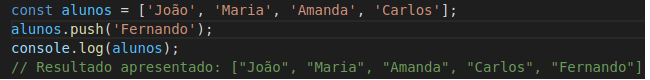 const alunos = ['João', 'Maria', 'Amanda', 'Carlos'];
alunos.push('Fernando');
console.log(alunos);
// Resultado apresentado: ["João", "Maria", "Amanda", "Carlos", "Fernando"]